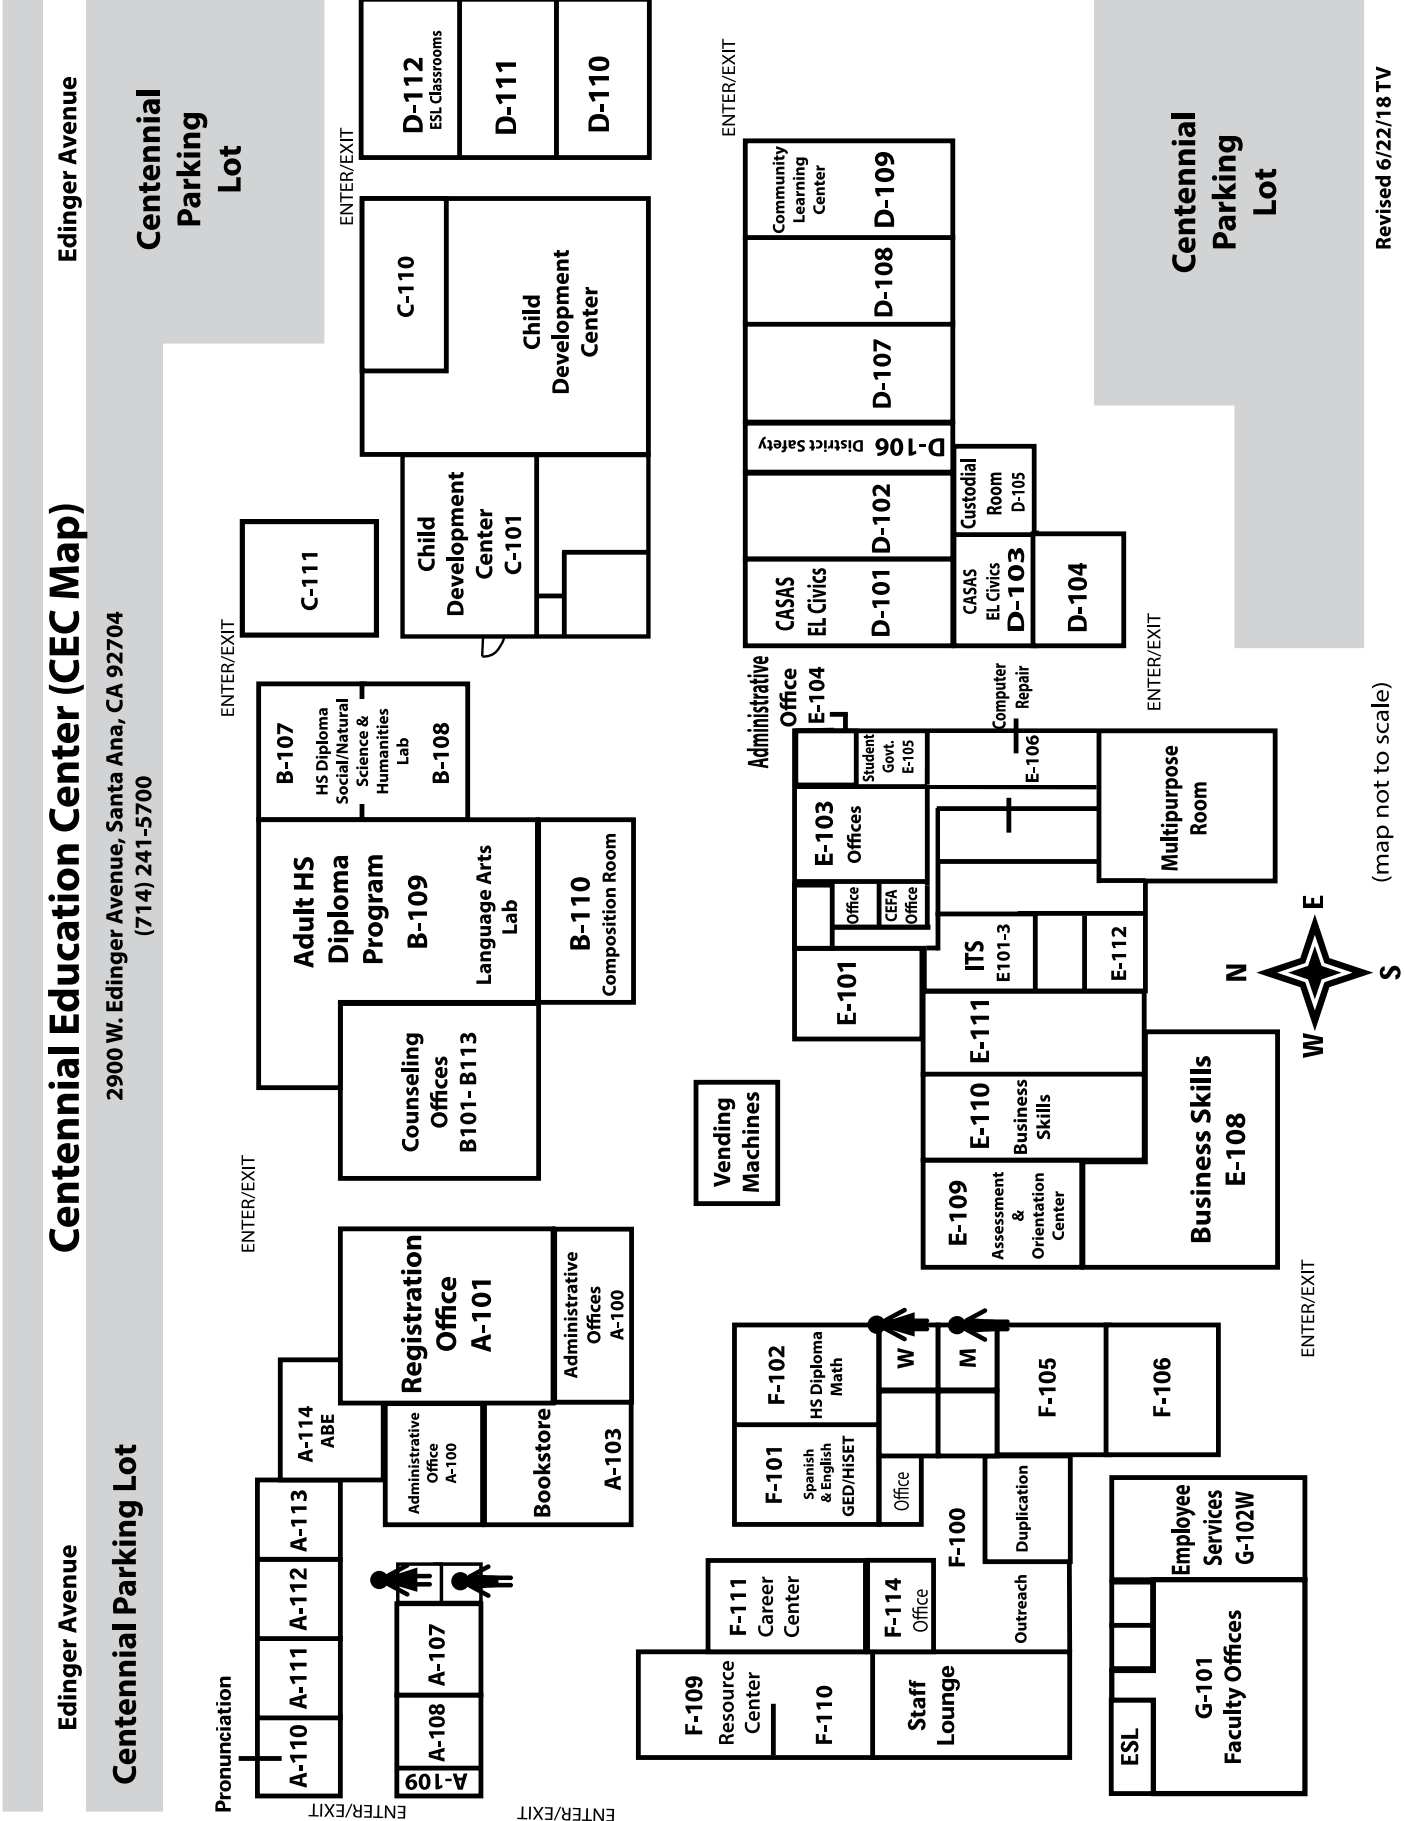 Centennial Education Center (CEC Map)
2900 W. Edinger Avenue, Santa Ana, CA 92704
(714) 241-5700
Edinger Avenue
Edinger Avenue
Centennial Parking Lot
Centennial
Parking
Lot
Pronunciation
A-110
A-111
A-112
A-113
A-114
ABE
ENTER/EXIT
ENTER/EXIT
A-109
A-108
A-107
Administrative
Office
A-100
Bookstore
A-103
Registration
Office
A-101
Administrative
Offices
A-100
ENTER/EXIT
Counseling
Offices
B101- B113
Adult HS
Diploma
Program
B-109
Language Arts
Lab
B-110
Composition Room
B-107
HS Diploma
Social/Natural
Science &
Humanities
Lab
B-108
ENTER/EXIT
C-111
Child
Development
Center
C-101
C-110
Child
Development
Center
ENTER/EXIT
D-112
ESL Classrooms
D-111
D-110
ENTER/EXIT
F-109
Resource
Center
F-110
Staff
Lounge
F-111
Career
Center
F-114
Office
Outreach
F-100
Duplication
F-101
Spanish
& English
GED/HiSET
Office
F-102
HS Diploma
Math
W
M
F-105
F-106
ESL
G-101
Faculty Offices
Employee
Services
G-102W
ENTER/EXIT
Vending
Machines
E-109
Assessment
&
Orientation
Center
E-110
Business
Skills
E-111
Business Skills
E-108
E-101
ITS
E101-3
E-112
Office
CEFA
Office
E-103
Offices
Student
Govt.
E-105
Administrative
Office
E-104
Computer
Repair
E-106
Multipurpose
Room
ENTER/EXIT
CASAS
EL Civics
D-101
D-102
District Safety
D-106
D-107
D-108
Community
Learning
Center
D-109
CASAS
EL Civics
D-103
Custodial
Room
D-105
D-104
Centennial
Parking
Lot
N
W
E
S
(map not to scale)
Revised 6/22/18 TV